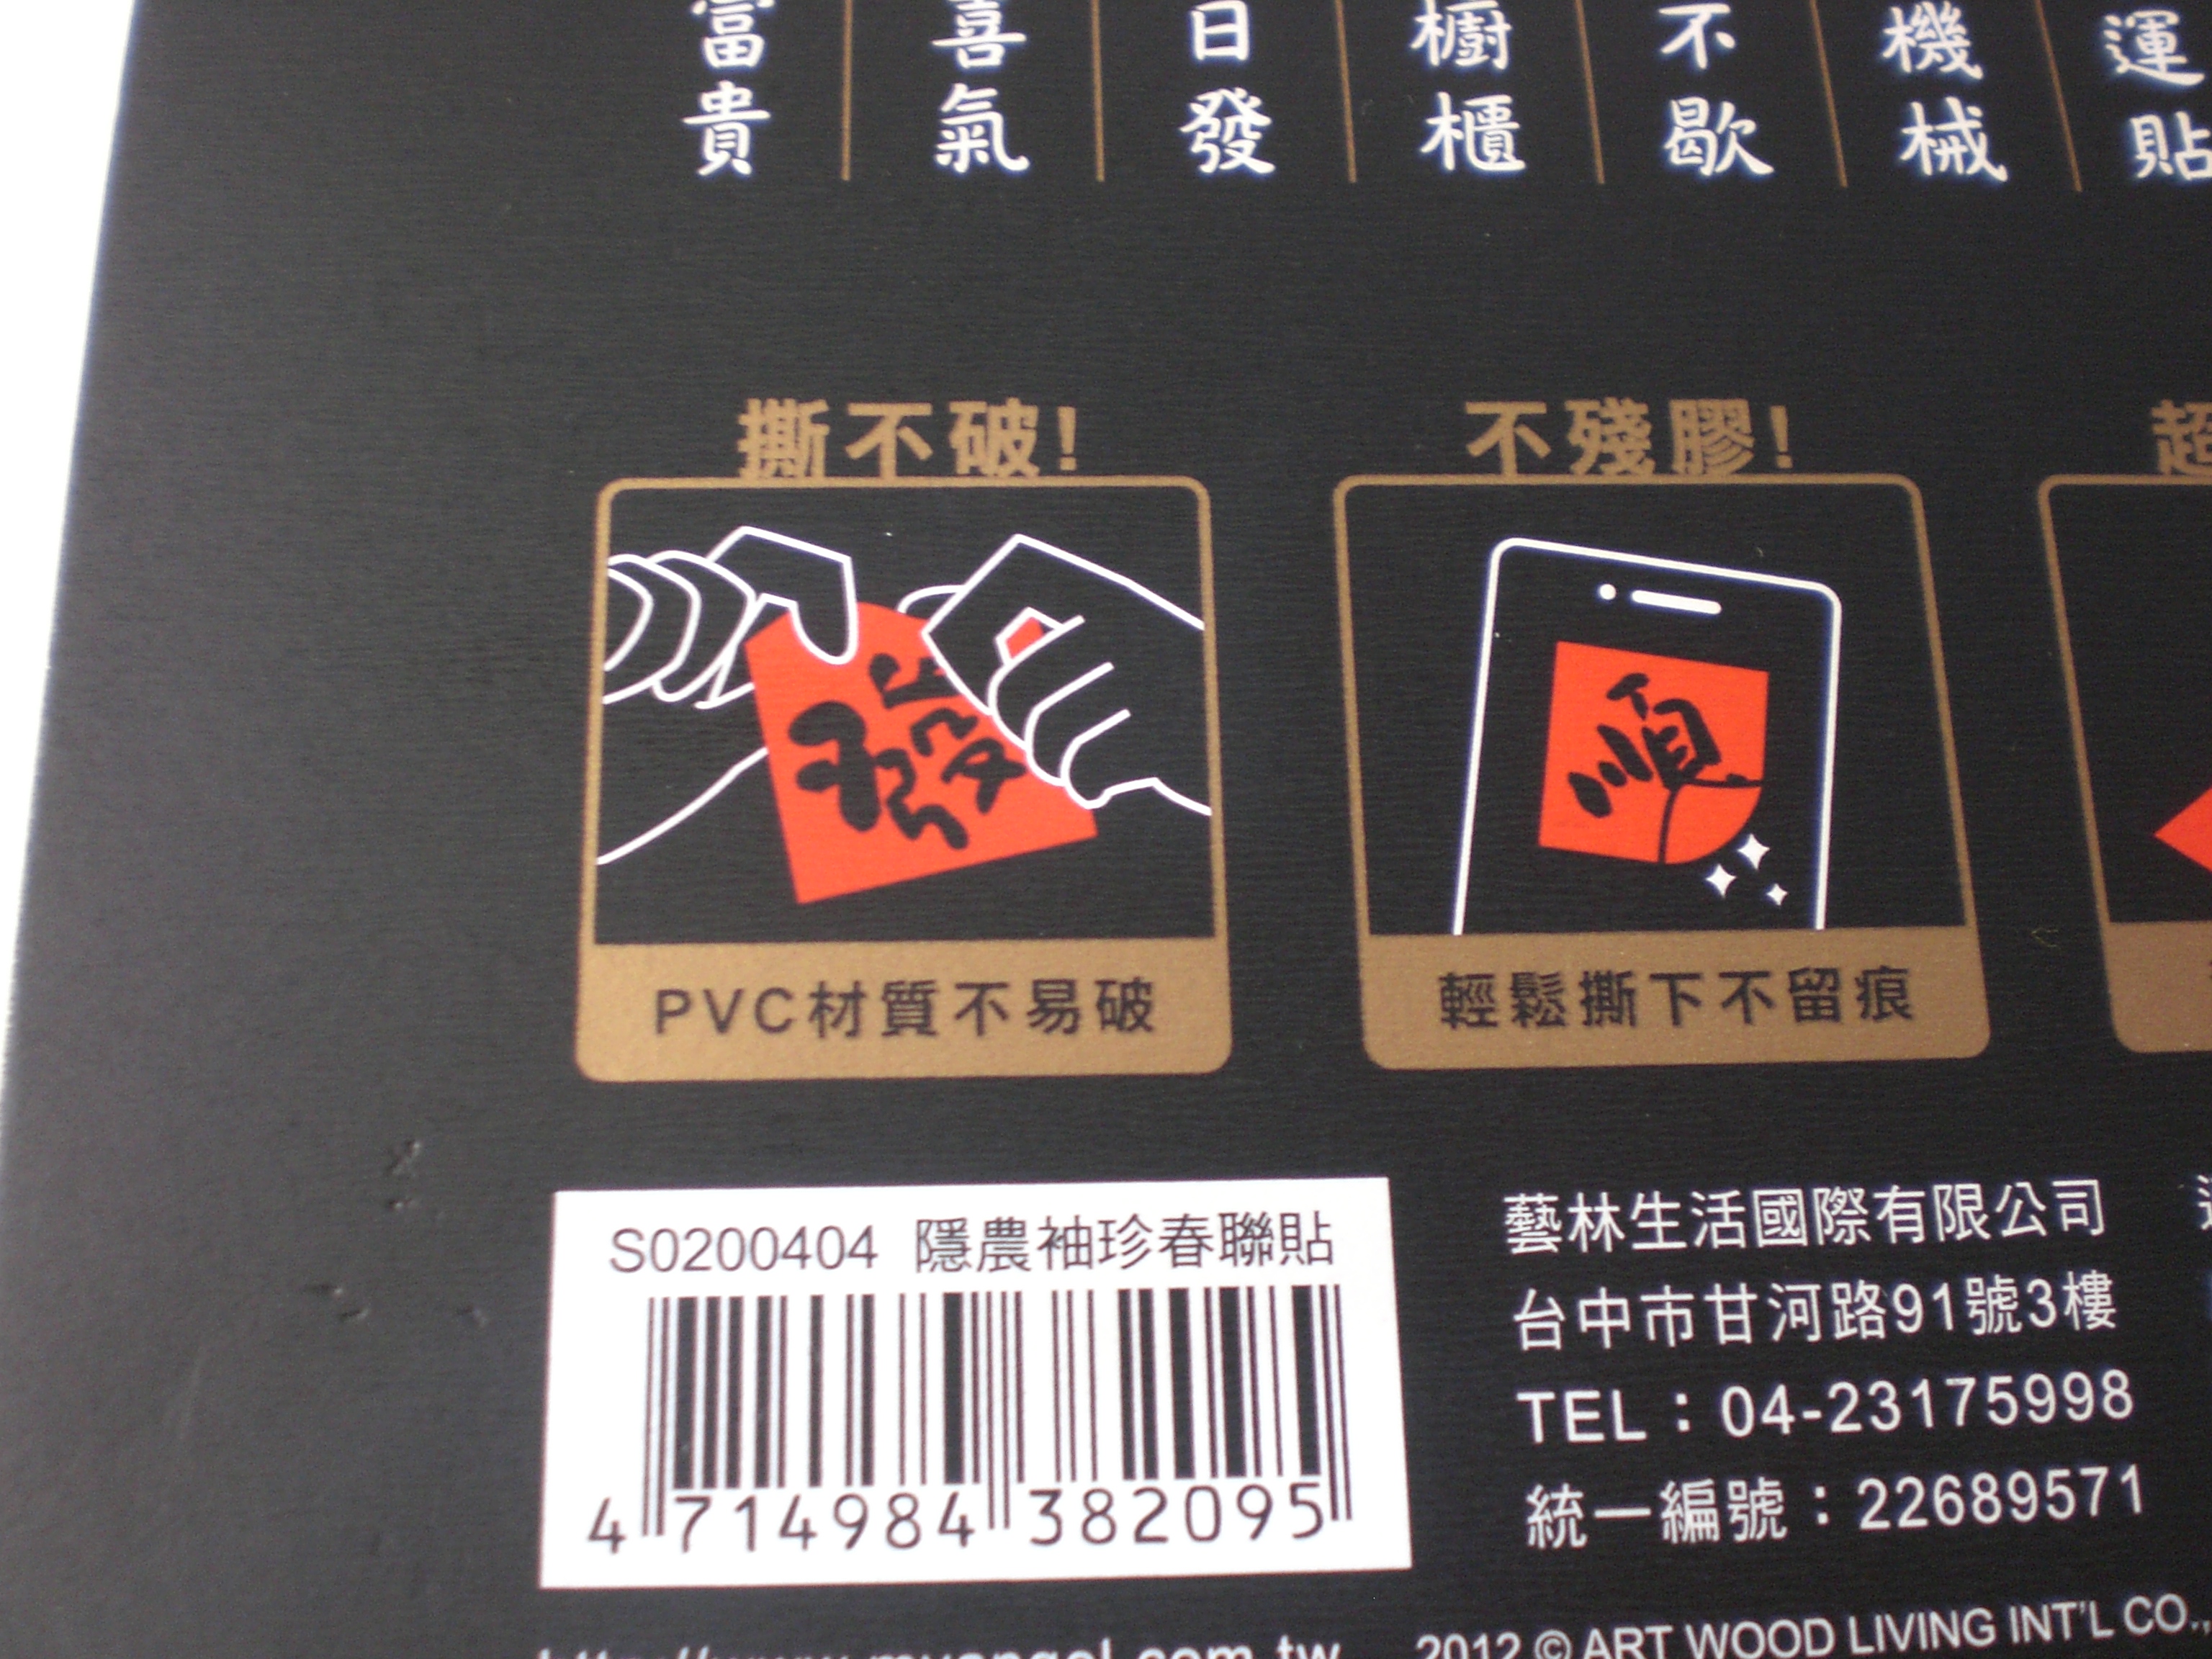 富貴
喜氣
日發
櫥櫃
不歇
機械
運貼
撕不破!
不殘膠!
超
發
順
PVC材質不易破
輕鬆撕下不留痕
S0200404 隱農袖珍春聯貼
4 714984 382095
藝林生活國際有限公司
台中市甘河路91號3樓
TEL：04-23175998
統一編號：22689571
2012 © ART WOOD LIVING INT'L CO.,